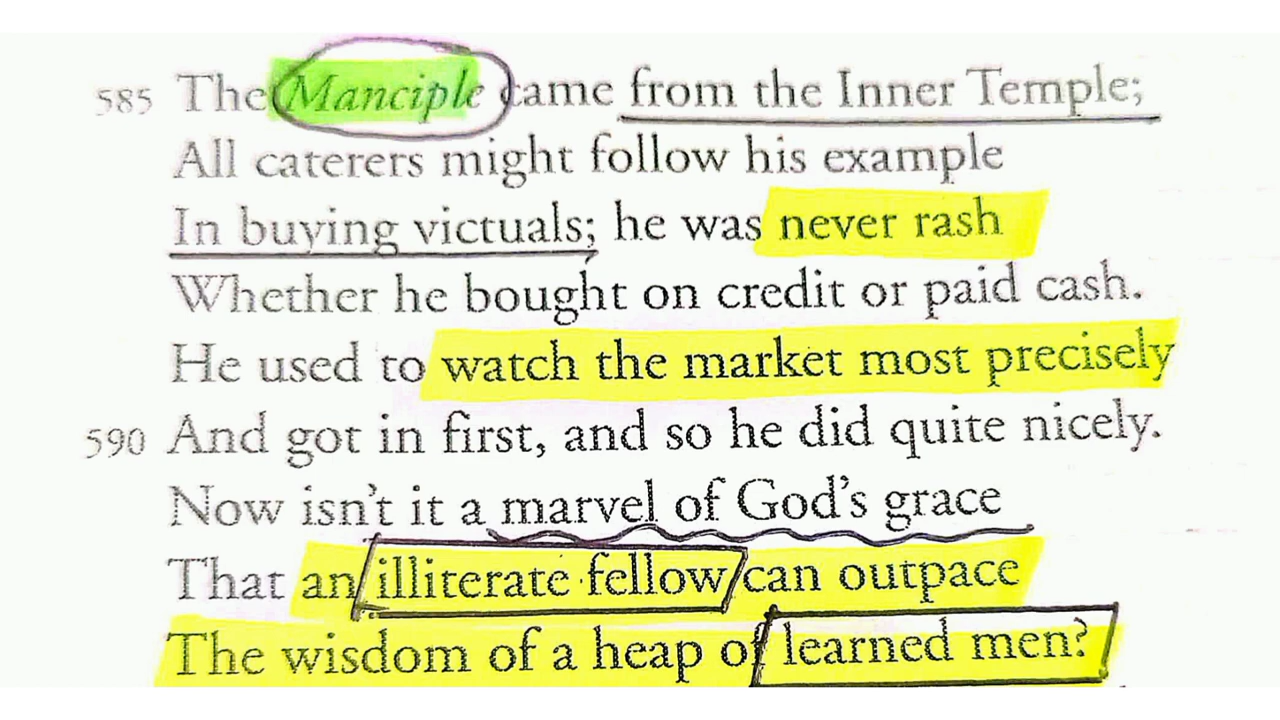 585 The Manciple came from the Inner Temple;
All caterers might follow his example
In buying victuals; he was never rash
Whether he bought on credit or paid cash.
He used to watch the market most precisely
590 And got in first, and so he did quite nicely.
Now isn't it a marvel of God's grace
That an illiterate fellow can outpace
The wisdom of a heap of learned men?